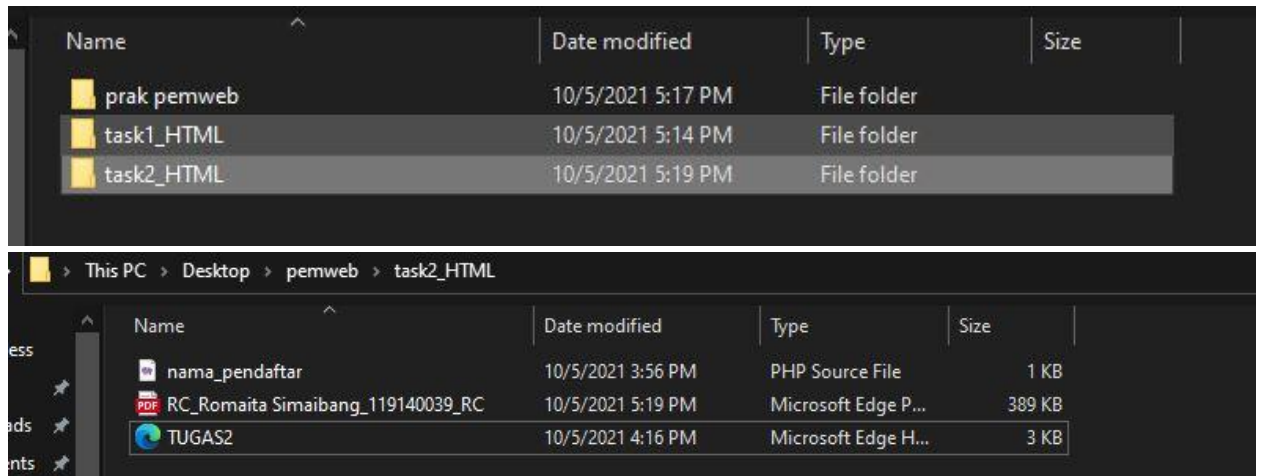 Name Date modified Type Size
prak pemweb 10/5/2021 5:17 PM File folder
task1_HTML 10/5/2021 5:14 PM File folder
task2_HTML 10/5/2021 5:19 PM File folder
This PC > Desktop > pemweb > task2_HTML
Name Date modified Type Size
ess
nama_pendaftar 10/5/2021 3:56 PM PHP Source File 1 KB
PDF RC_Romaita Simaibang_119140039_RC 10/5/2021 5:19 PM Microsoft Edge P... 389 KB
ads TUGAS2 10/5/2021 4:16 PM Microsoft Edge H... 3 KB
ents